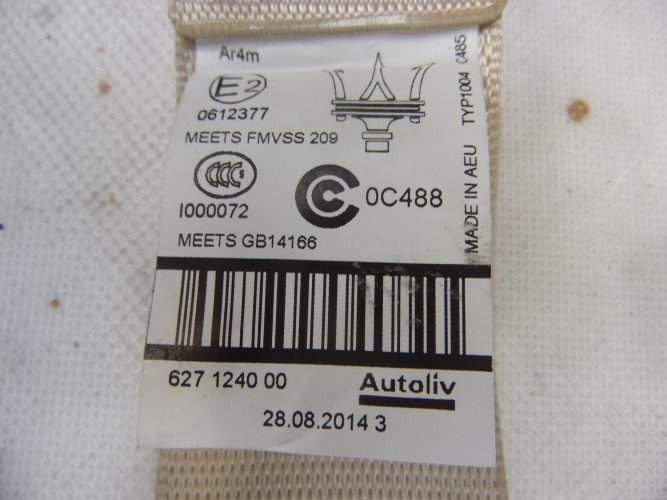 Ar4m
E2
0612377
MEETS FMVSS 209
CCC S
I000072
C 0C488
MEETS GB14166
MADE IN AEU TYP1004 C485
627 1240 00
Autoliv
28.08.2014 3